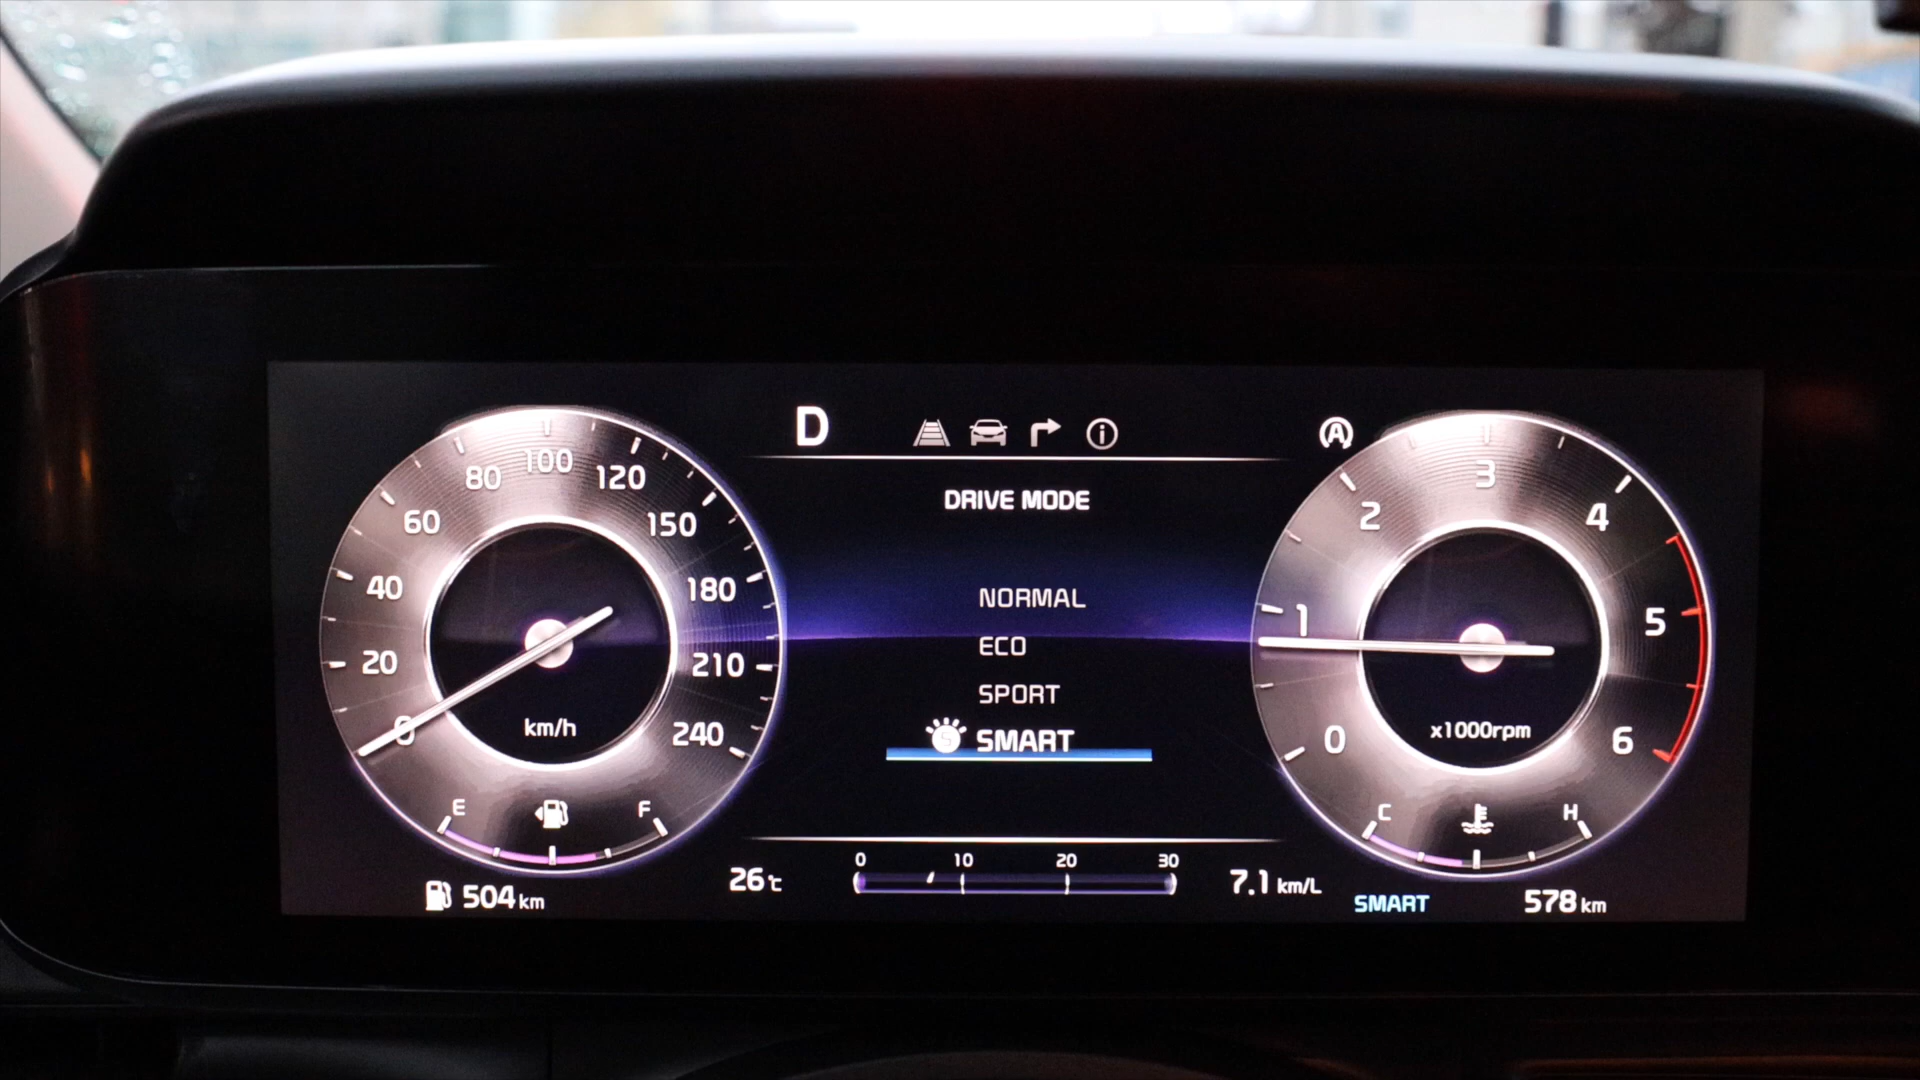 D
DRIVE MODE
NORMAL
ECO
SPORT
S SMART
0 20 40 60 80 100 120 150 180 210 240
km/h
E F
504 km
26℃
0 10 20 30
7.1 km/L
A
0 1 2 3 4 5 6
x1000rpm
C H
SMART
578 km